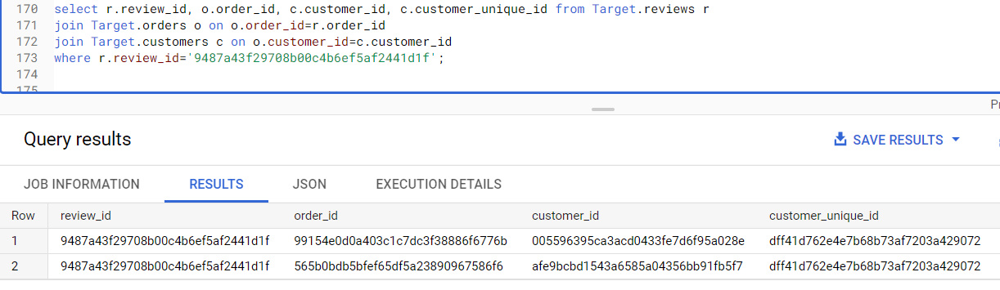 170 select r.review_id, o.order_id, c.customer_id, c.customer_unique_id from Target.reviews r
171 join Target.orders o on o.order_id=r.order_id
172 join Target.customers c on o.customer_id=c.customer_id
173 where r.review_id='9487a43f29708b00c4b6ef5af2441d1f';
174
175
Query results
SAVE RESULTS
JOB INFORMATION RESULTS JSON EXECUTION DETAILS
Row review_id order_id customer_id customer_unique_id
1 9487a43f29708b00c4b6ef5af2441d1f 99154e0d0a403c1c7dc3f38886f6776b 005596395ca3acd0433fe7d6f95a028e dff41d762e4e7b68b73af7203a429072
2 9487a43f29708b00c4b6ef5af2441d1f 565b0bdb5bfef65df5a23890967586f6 afe9bcbd1543a6585a04356bb91fb5f7 dff41d762e4e7b68b73af7203a429072